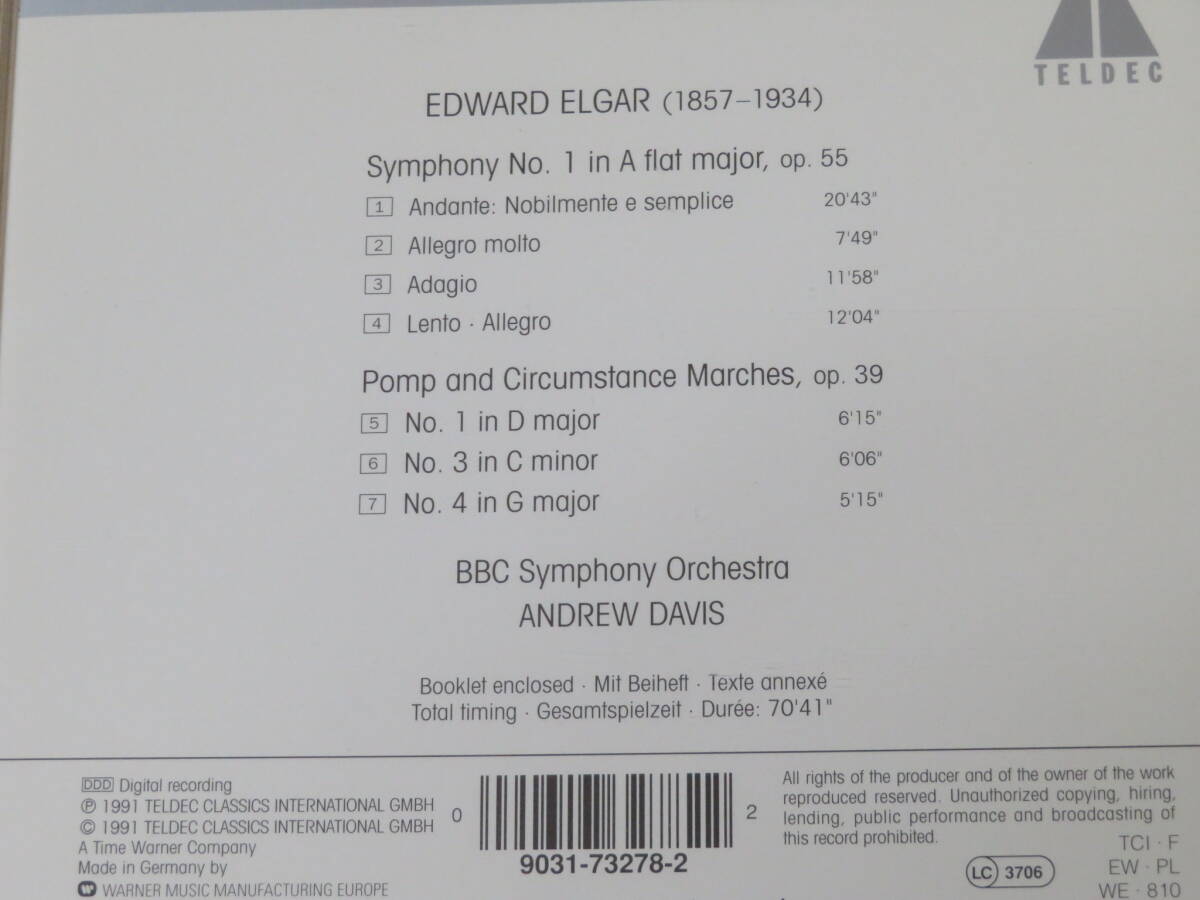 TELDEC
EDWARD ELGAR (1857–1934)
Symphony No. 1 in A flat major, op. 55
1 Andante: Nobilmente e semplice 20'43"
2 Allegro molto 7'49"
3 Adagio 11'58"
4 Lento · Allegro 12'04"
Pomp and Circumstance Marches, op. 39
5 No. 1 in D major 6'15"
6 No. 3 in C minor 6'06"
7 No. 4 in G major 5'15"
BBC Symphony Orchestra
ANDREW DAVIS
Booklet enclosed · Mit Beiheft · Texte annexé
Total timing · Gesamtspielzeit · Durée: 70'41"
DDD Digital recording
℗ 1991 TELDEC CLASSICS INTERNATIONAL GMBH
© 1991 TELDEC CLASSICS INTERNATIONAL GMBH
A Time Warner Company
Made in Germany by
WARNER MUSIC MANUFACTURING EUROPE
0 2
9031-73278-2
All rights of the producer and of the owner of the work
reproduced reserved. Unauthorized copying, hiring,
lending, public performance and broadcasting of
this record prohibited.
LC 3706
TCI · F
EW · PL
WE · 810